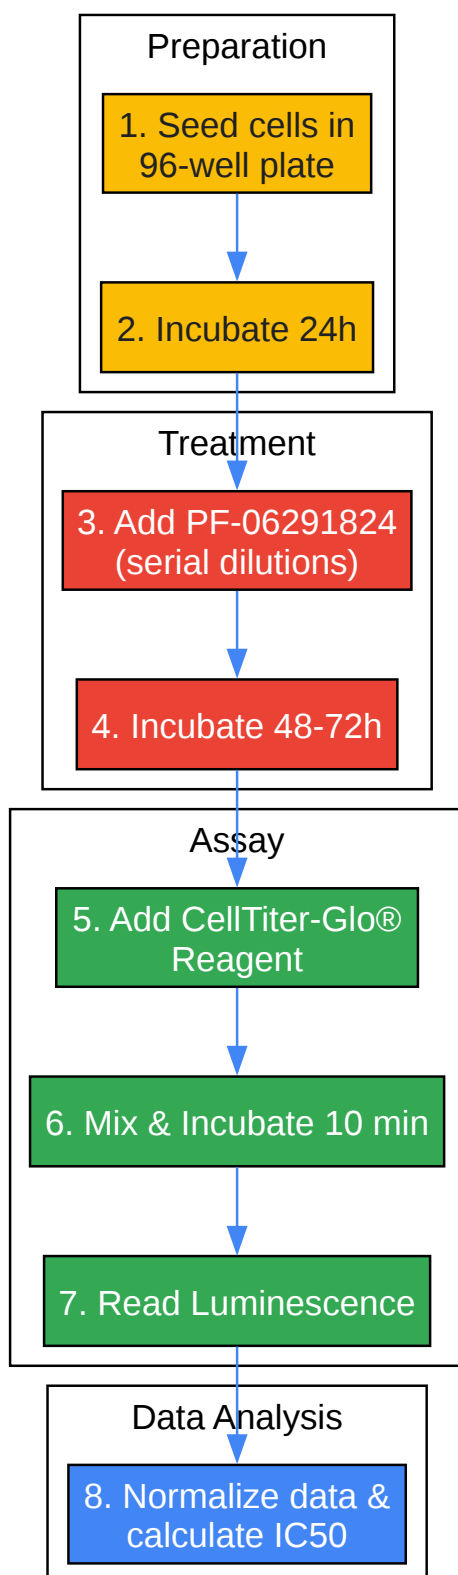 Preparation
1. Seed cells in
96-well plate
2. Incubate 24h
Treatment
3. Add PF-06291824
(serial dilutions)
4. Incubate 48-72h
Assay
5. Add CellTiter-Glo®
Reagent
6. Mix & Incubate 10 min
7. Read Luminescence
Data Analysis
8. Normalize data &
calculate IC50